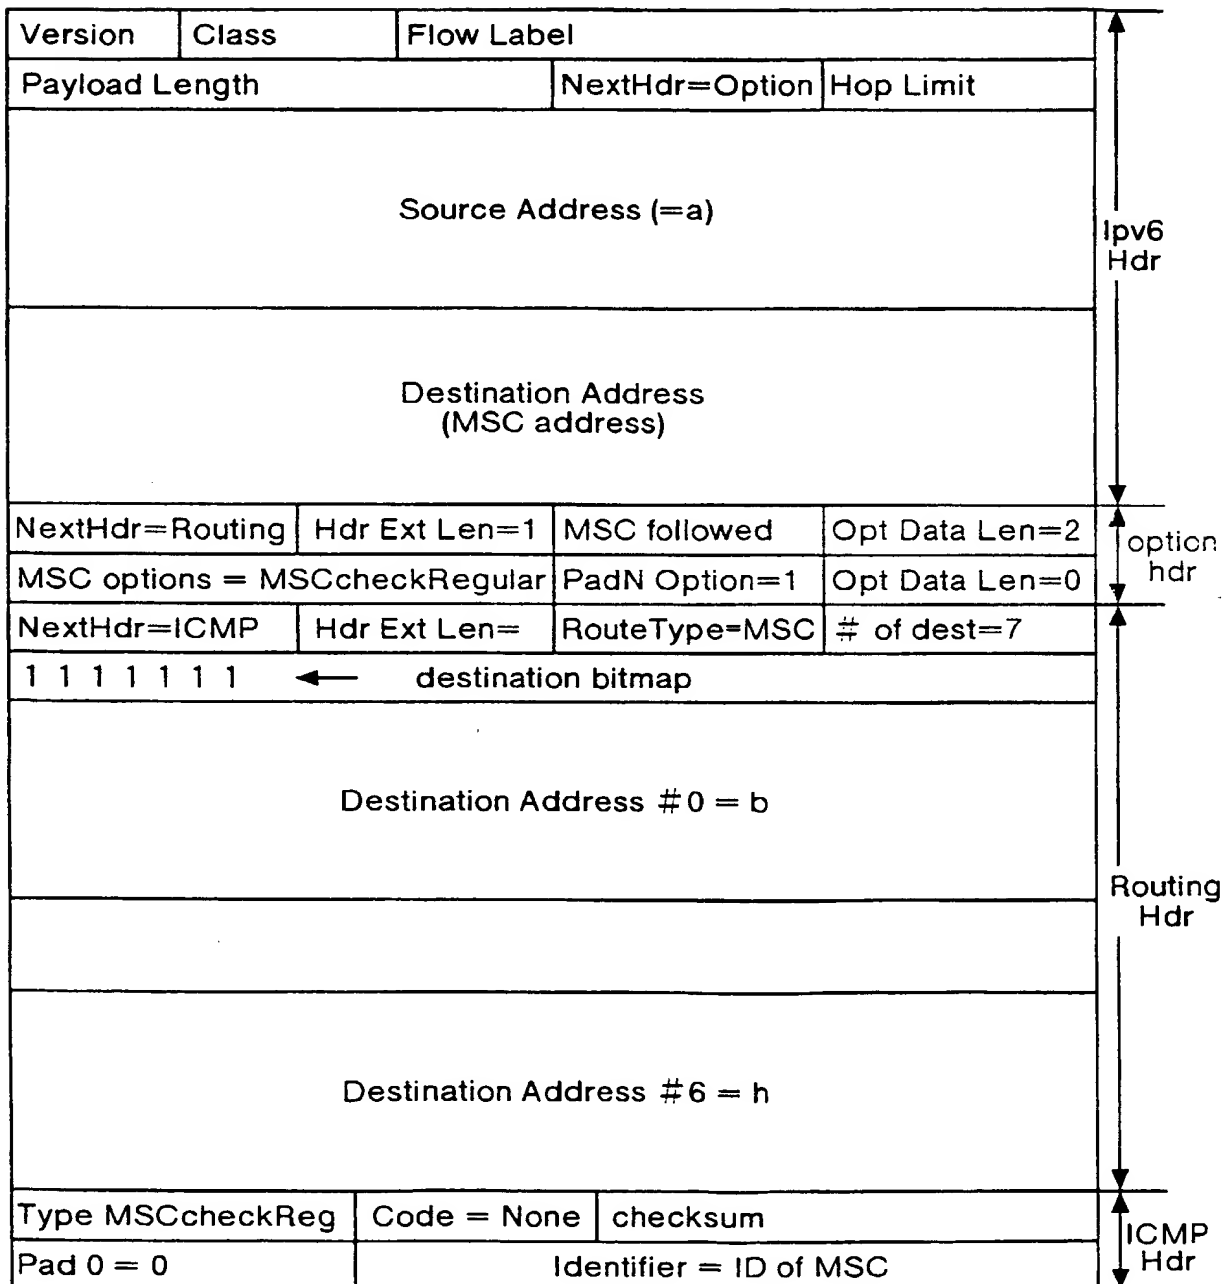 Version Class Flow Label
Payload Length NextHdr=Option Hop Limit
Source Address (=a)
Ipv6
Hdr
Destination Address
(MSC address)
NextHdr=Routing Hdr Ext Len=1 MSC followed Opt Data Len=2
MSC options = MSCcheckRegular PadN Option=1 Opt Data Len=0
option
hdr
NextHdr=ICMP Hdr Ext Len= RouteType=MSC # of dest=7
1 1 1 1 1 1 1 ← destination bitmap
Destination Address #0 = b
Routing
Hdr
Destination Address #6 = h
Type MSCcheckReg Code = None checksum
Pad 0 = 0 Identifier = ID of MSC
ICMP
Hdr